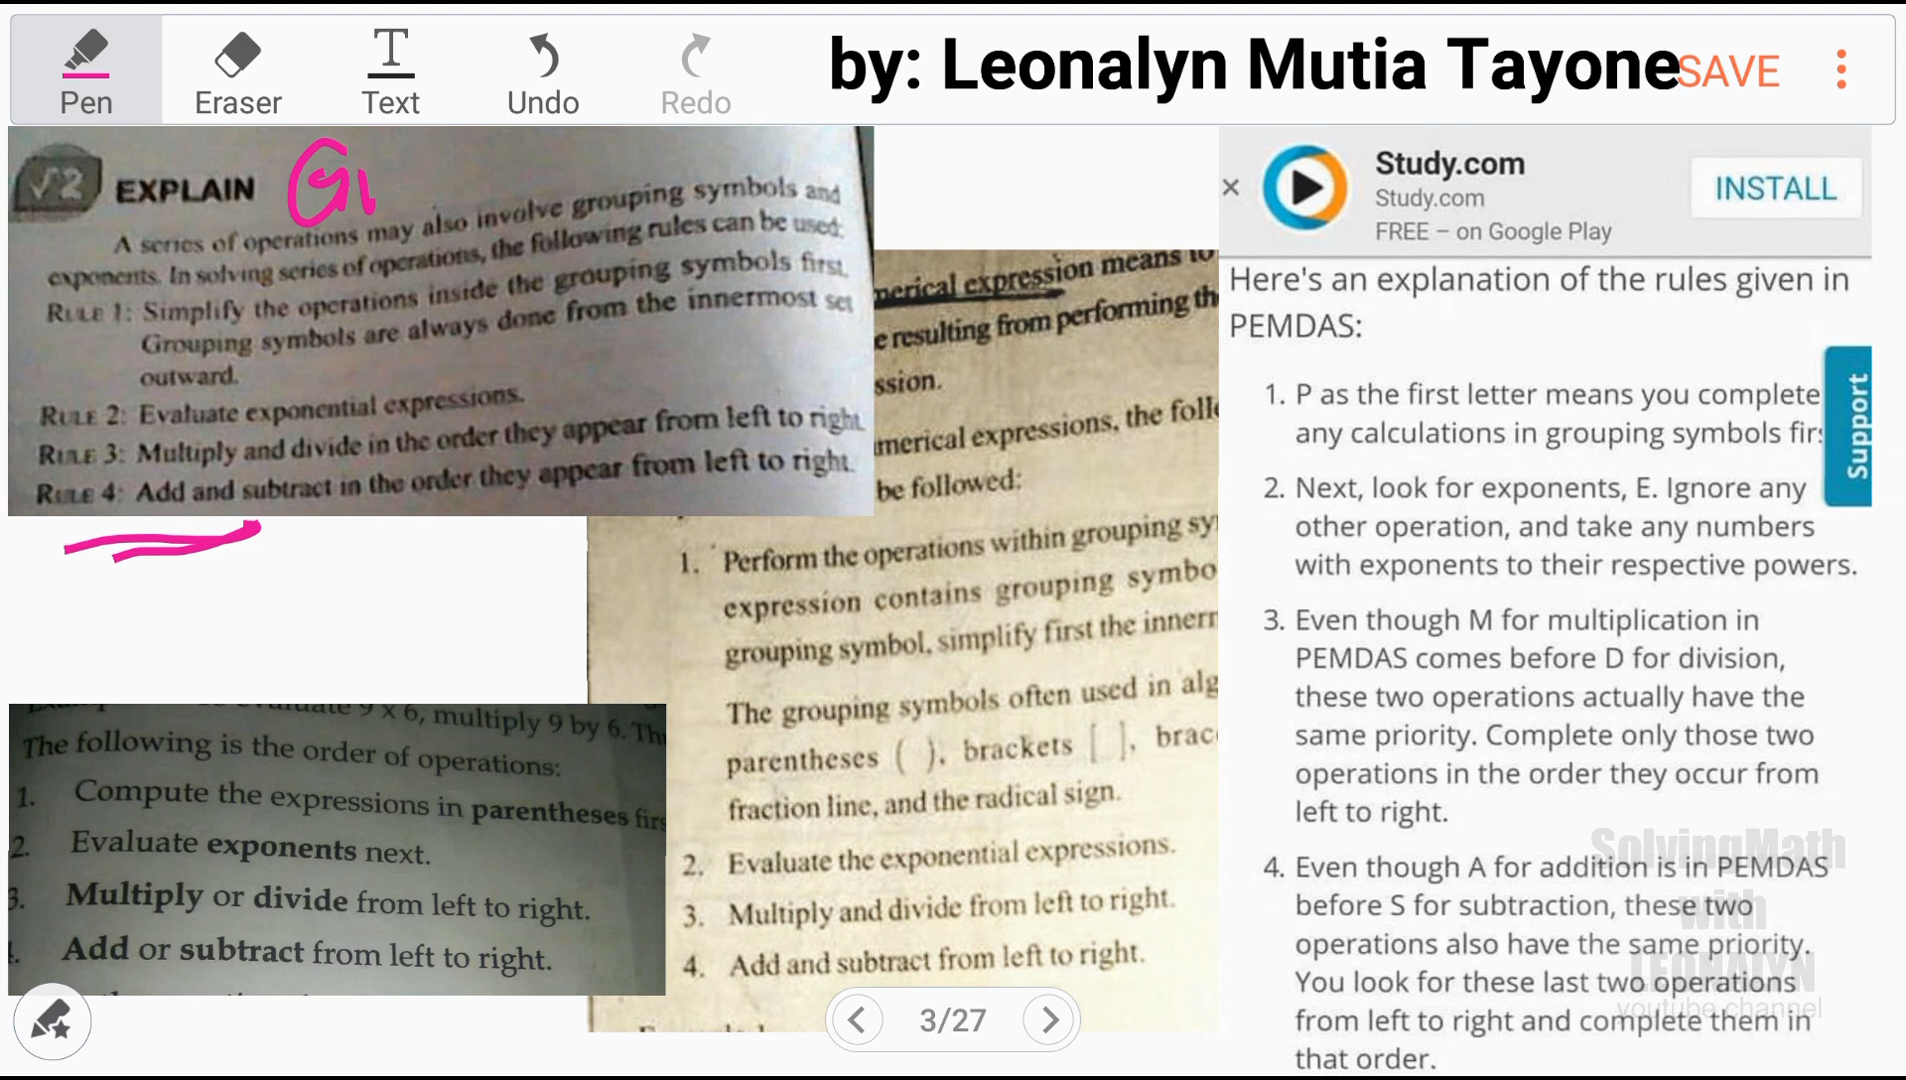 Pen
Eraser
Text
Undo
Redo
by: Leonalyn Mutia Tayone
SAVE
√2 EXPLAIN
A series of operations may also involve grouping symbols and
exponents. In solving series of operations, the following rules can be used:
RULE 1: Simplify the operations inside the grouping symbols first.
Grouping symbols are always done from the innermost set
outward.
RULE 2: Evaluate exponential expressions.
RULE 3: Multiply and divide in the order they appear from left to right.
RULE 4: Add and subtract in the order they appear from left to right.
expression means to
e resulting from performing th
ssion.
merical expressions, the foll
be followed:
1. Perform the operations within grouping sy
expression contains grouping symbo
grouping symbol, simplify first the inner
The grouping symbols often used in alg
parentheses ( ), brackets [ ], brac
fraction line, and the radical sign.
2. Evaluate the exponential expressions.
3. Multiply and divide from left to right.
4. Add and subtract from left to right.
9 x 6, multiply 9 by 6. Th
The following is the order of operations:
1. Compute the expressions in parentheses firs
2. Evaluate exponents next.
3. Multiply or divide from left to right.
Add or subtract from left to right.
3/27
× Study.com
Study.com
FREE – on Google Play
INSTALL
Here's an explanation of the rules given in
PEMDAS:
1. P as the first letter means you complete
any calculations in grouping symbols firs
2. Next, look for exponents, E. Ignore any
other operation, and take any numbers
with exponents to their respective powers.
3. Even though M for multiplication in
PEMDAS comes before D for division,
these two operations actually have the
same priority. Complete only those two
operations in the order they occur from
left to right.
4. Even though A for addition is in PEMDAS
before S for subtraction, these two
operations also have the same priority.
You look for these last two operations
from left to right and complete them in
that order.
Support
SolvingMath
with
LEONALYN
youtube channel